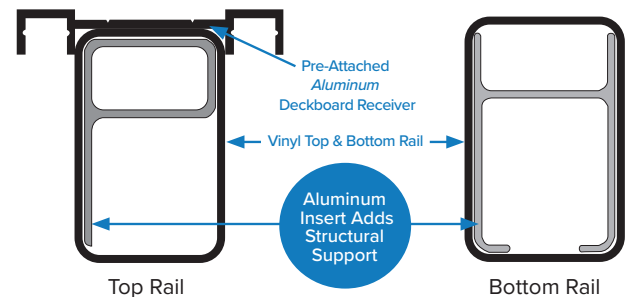 Pre-Attached
Aluminum
Deckboard Receiver
Vinyl Top & Bottom Rail
Aluminum
Insert Adds
Structural
Support
Top Rail
Bottom Rail